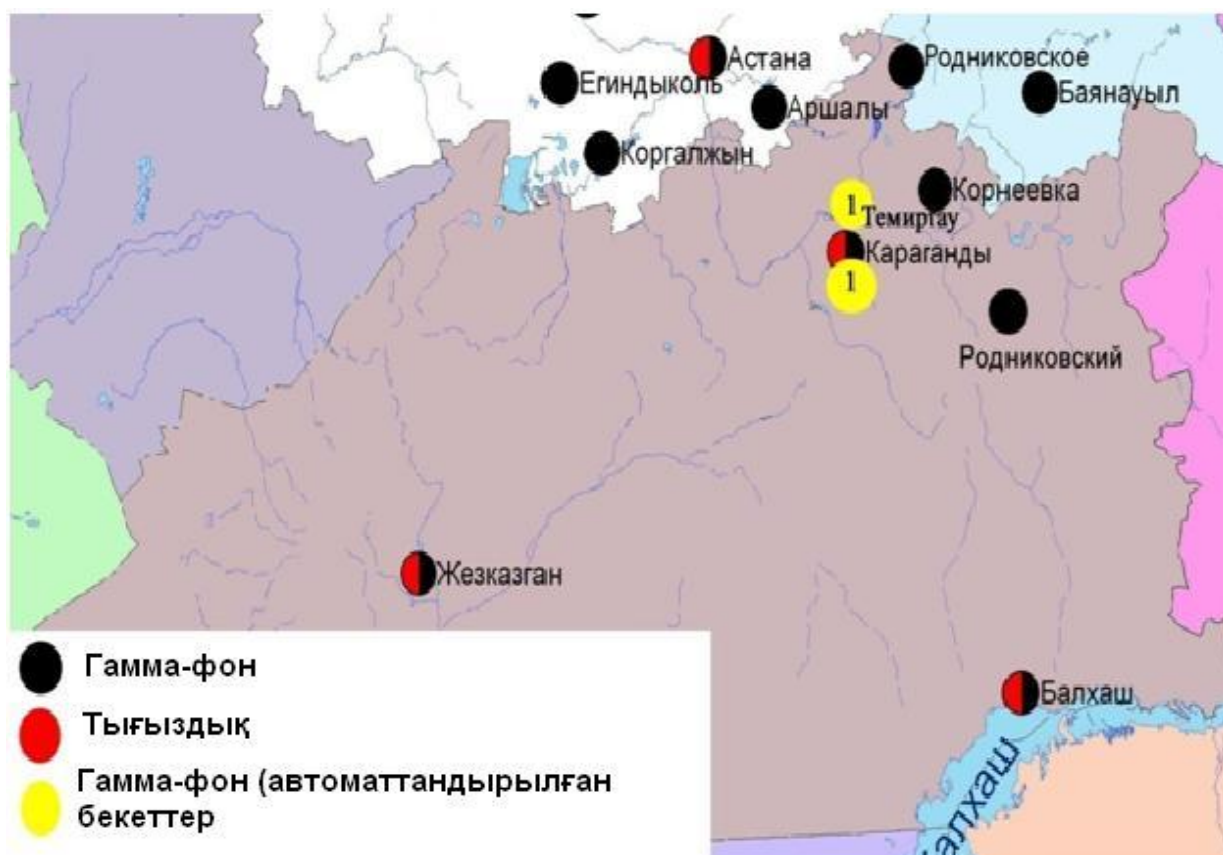 Астана
Родниковское
Егиндыколь
Баянауыл
Аршалы
Коргалжын
Корнеевка
1
Темиртау
Караганды
1
Родниковский
Жезказган
Балхаш
алхаш
Гамма-фон
Тығыздық
Гамма-фон (автоматтандырылған
бекеттер